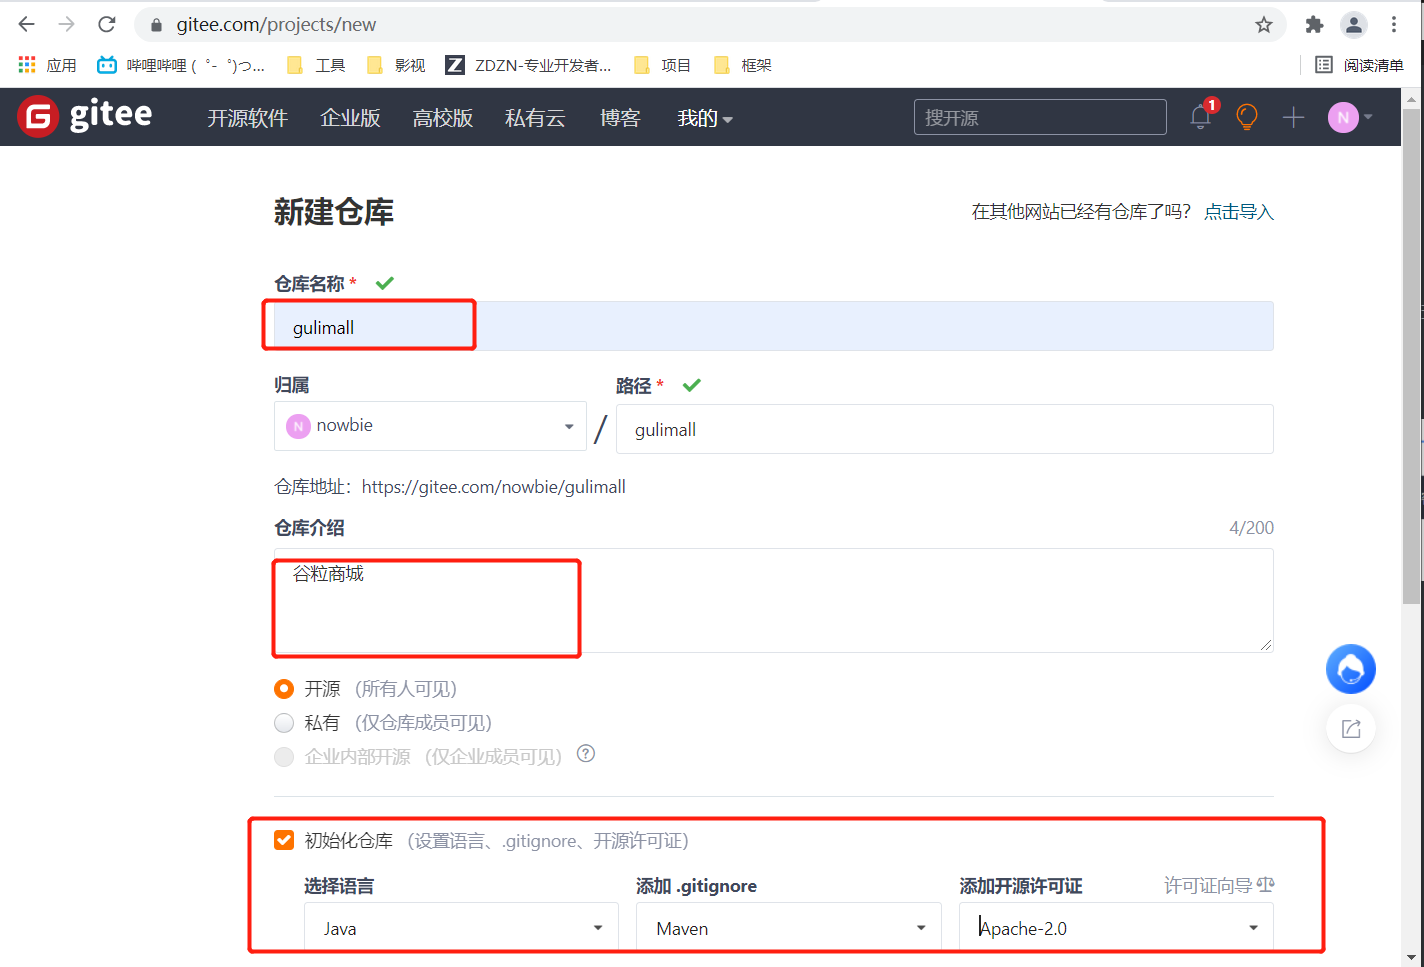 gitee.com/projects/new
应用 哔哩哔哩 ( ゜- ゜)つ... 工具 影视 ZDZN-专业开发者... 项目 框架 阅读清单
gitee 开源软件 企业版 高校版 私有云 博客 我的 搜开源 1 N
新建仓库 在其他网站已经有仓库了吗? 点击导入
仓库名称 *
gulimall
归属 路径 *
N nowbie / gulimall
仓库地址：https://gitee.com/nowbie/gulimall
仓库介绍 4/200
谷粒商城
开源 （所有人可见）
私有 （仅仓库成员可见）
企业内部开源 （仅企业成员可见） ?
初始化仓库 （设置语言、.gitignore、开源许可证）
选择语言 添加 .gitignore 添加开源许可证 许可证向导
Java Maven Apache-2.0